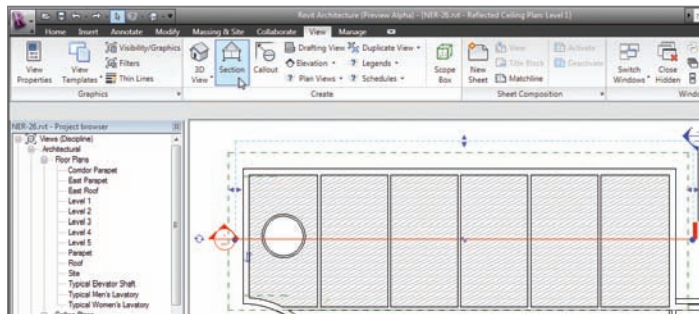 Revit Architecture (Preview Alpha) - [NER-26.rvt - Reflected Ceiling Plan: Level 1]
Home Insert Annotate Modify Massing & Site Collaborate View Manage
View Properties
View Templates
Visibility/Graphics
Filters
Thin Lines
3D View
Section
Callout
Drafting View
Elevation
Plan Views
Duplicate View
Legends
Schedules
Scope Box
New Sheet
View
Title Block
Matchline
Activate
Deactivate
Switch Windows
Close Hidden
Graphics Create Sheet Composition
NER-26.rvt - Project browser
Views (Discipline)
Architectural
Floor Plans
Corridor Parapet
East Parapet
East Roof
Level 1
Level 2
Level 3
Level 4
Level 5
Parapet
Roof
Site
Typical Elevator Shaft
Typical Men's Lavatory
Typical Women's Lavatory